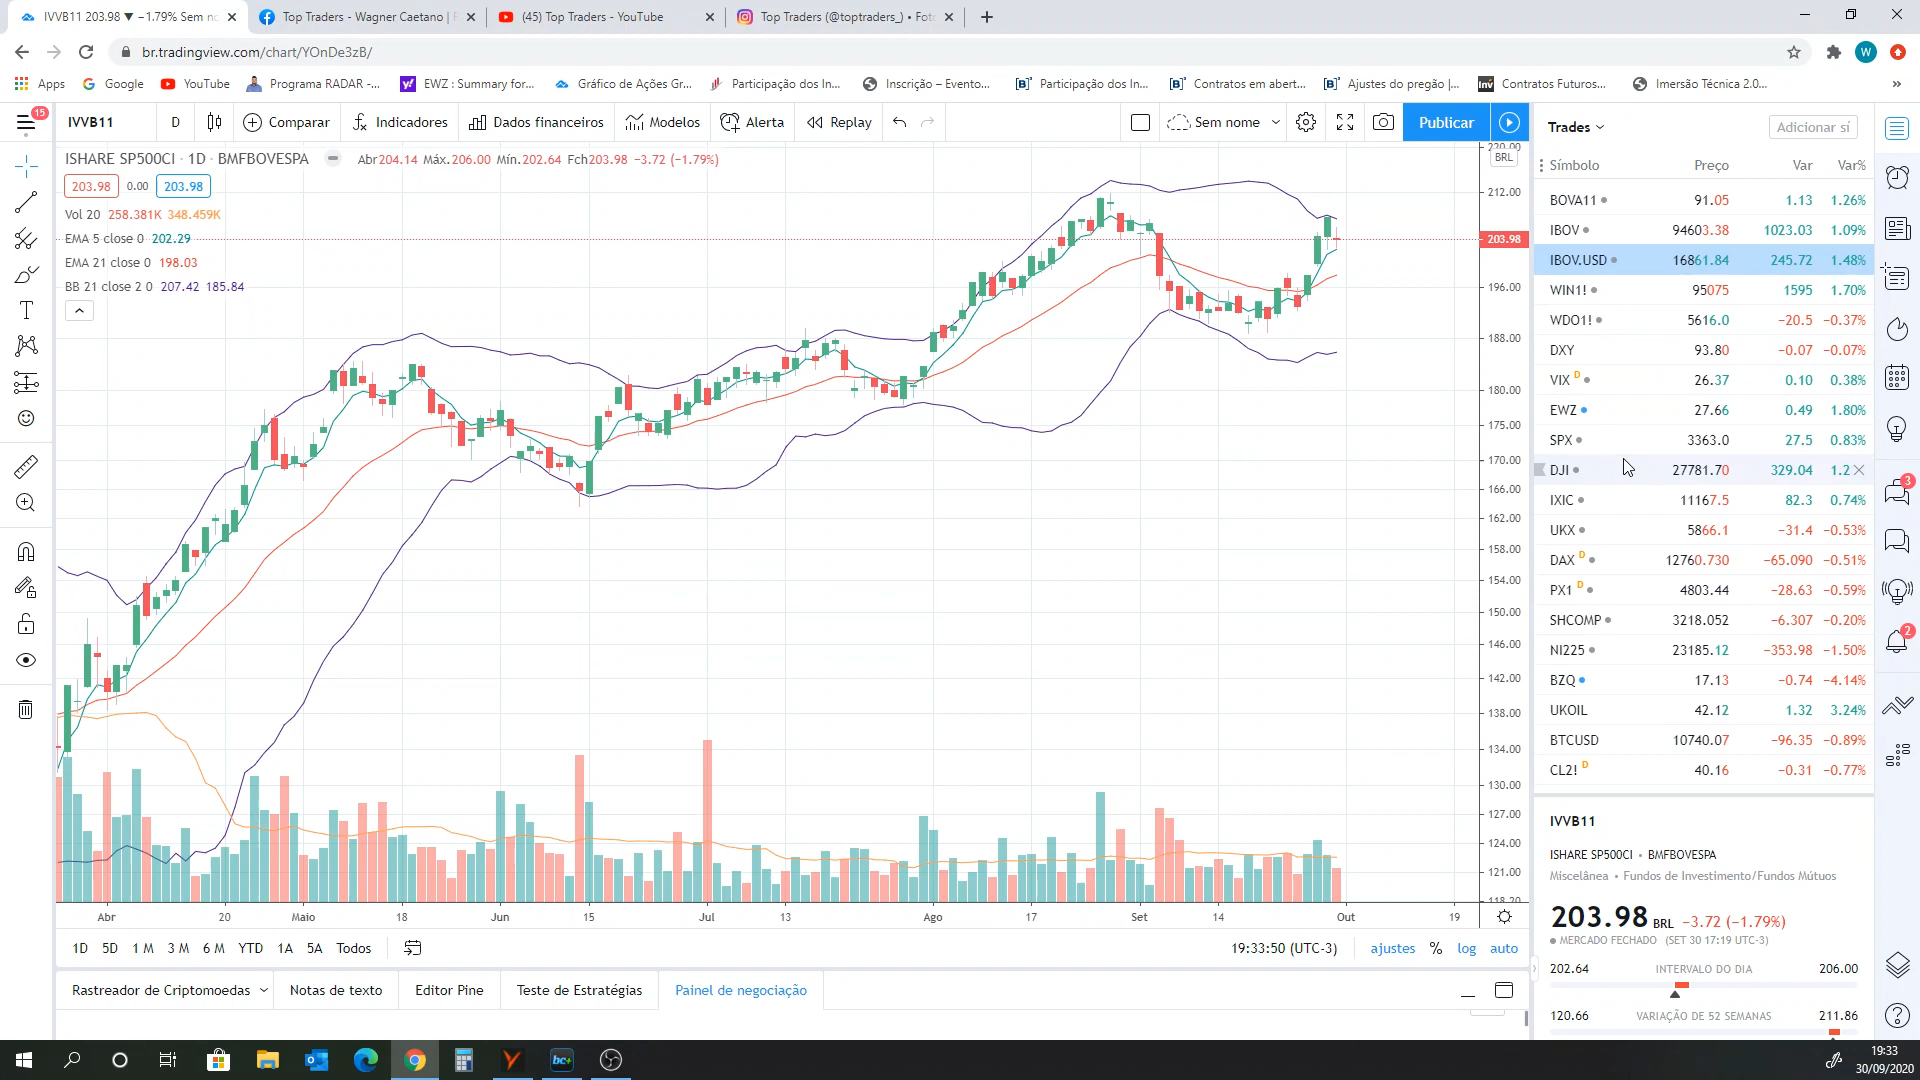 IVVB11 203.98 ▼ −1.79% Sem no
Top Traders - Wagner Caetano |
(45) Top Traders - YouTube
Top Traders (@toptraders_) • Fot
br.tradingview.com/chart/YOnDe3zB/
W
Apps Google YouTube Programa RADAR -... EWZ : Summary for... Gráfico de Ações Gr... Participação dos In... Inscrição – Evento... Participação dos In... Contratos em abert... Ajustes do pregão |... Contratos Futuros... Imersão Técnica 2.0... »
15
IVVB11 D Comparar Indicadores Dados financeiros Modelos Alerta Replay Sem nome Publicar
ISHARE SP500CI · 1D · BMFBOVESPA Abr204.14 Máx.206.00 Mín.202.64 Fch203.98 −3.72 (−1.79%)
203.98 0.00 203.98
Vol 20 258.381K 348.459K
EMA 5 close 0 202.29
EMA 21 close 0 198.03
BB 21 close 2 0 207.42 185.84
220.00
BRL
212.00
203.98
196.00
188.00
180.00
175.00
170.00
166.00
162.00
158.00
154.00
150.00
146.00
142.00
138.00
134.00
130.00
127.00
124.00
121.00
118.20
Abr 20 Maio 18 Jun 15 Jul 13 Ago 17 Set 14 Out 19
1D 5D 1 M 3 M 6 M YTD 1A 5A Todos 19:33:50 (UTC-3) ajustes % log auto
Rastreador de Criptomoedas Notas de texto Editor Pine Teste de Estratégias Painel de negociação
Trades Adicionar sí
Símbolo Preço Var Var%
BOVA11 91.05 1.13 1.26%
IBOV 94603.38 1023.03 1.09%
IBOV.USD 16861.84 245.72 1.48%
WIN1! 95075 1595 1.70%
WDO1! 5616.0 −20.5 −0.37%
DXY 93.80 −0.07 −0.07%
VIX D 26.37 0.10 0.38%
EWZ 27.66 0.49 1.80%
SPX 3363.0 27.5 0.83%
DJI 27781.70 329.04 1.2
IXIC 11167.5 82.3 0.74%
UKX 5866.1 −31.4 −0.53%
DAX D 12760.730 −65.090 −0.51%
PX1 D 4803.44 −28.63 −0.59%
SHCOMP 3218.052 −6.307 −0.20%
NI225 23185.12 −353.98 −1.50%
BZQ 17.13 −0.74 −4.14%
UKOIL 42.12 1.32 3.24%
BTCUSD 10740.07 −96.35 −0.89%
CL2! D 40.16 −0.31 −0.77%
IVVB11
ISHARE SP500CI • BMFBOVESPA
Miscelânea • Fundos de Investimento/Fundos Mútuos
203.98 BRL −3.72 (−1.79%)
MERCADO FECHADO (SET 30 17:19 UTC-3)
202.64 INTERVALO DO DIA 206.00
120.66 VARIAÇÃO DE 52 SEMANAS 211.86
3
2
19:33
30/09/2020